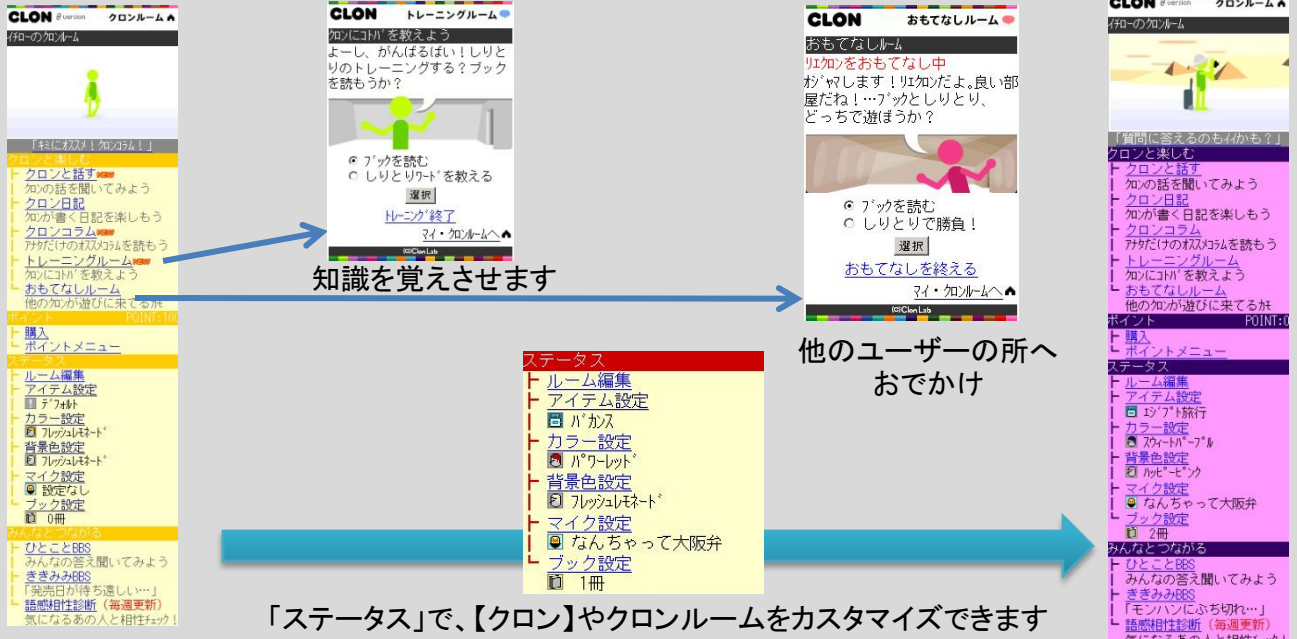 CLON θ version クロンルーム
ｲﾁﾛｰのｸﾛﾝﾙｰﾑ
「ｷﾐにｵｽｽﾒ！ｸﾛﾝｺﾗﾑ！」
クロンと楽しむ
クロンと話す
ｸﾛﾝの話を聞いてみよう
クロン日記
ｸﾛﾝが書く日記を楽しもう
クロンコラム
ｱﾅﾀだけのｵｽｽﾒｺﾗﾑを読もう
トレーニングルーム
ｸﾛﾝにｺﾄﾊﾞを教えよう
おもてなしルーム
他のｸﾛﾝが遊びに来てるｶﾓ
ポイント POINT:100
購入
ポイントメニュー
ステータス
ルーム編集
アイテム設定
ﾃﾞﾌｫﾙﾄ
カラー設定
ﾌﾚｯｼｭﾚﾓﾈｰﾄﾞ
背景色設定
ﾌﾚｯｼｭﾚﾓﾈｰﾄﾞ
マイク設定
設定なし
ブック設定
0冊
みんなとつながる
ひとことBBS
みんなの答え聞いてみよう
ききみみBBS
「発売日が待ち遠しい…」
語感相性診断（毎週更新）
気になるあの人と相性ﾁｪｯｸ！
CLON トレーニングルーム
ｸﾛﾝにｺﾄﾊﾞを教えよう
よーし、がんばるばい！しりと
りのトレーニングする？ブック
を読もうか？
ﾌﾞｯｸを読む
しりとりﾜｰﾄﾞを教える
選択
ﾄﾚｰﾆﾝｸﾞ終了
ﾏｲ・ｸﾛﾝﾙｰﾑへ
(C)Clon Lab
知識を覚えさせます
CLON おもてなしルーム
おもてなしﾙｰﾑ
ﾘｴｸﾛﾝをおもてなし中
ｵｼﾞｬﾏします！ﾘｴｸﾛﾝだよ。良い部
屋だね！…ﾌﾞｯｸとしりとり、
どっちで遊ぼうか？
ﾌﾞｯｸを読む
しりとりで勝負！
選択
おもてなしを終える
ﾏｲ・ｸﾛﾝﾙｰﾑへ
(C)Clon Lab
他のユーザーの所へ
おでかけ
ステータス
ルーム編集
アイテム設定
ﾊﾞｶﾝｽ
カラー設定
ﾊﾟﾜｰﾚｯﾄﾞ
背景色設定
ﾌﾚｯｼｭﾚﾓﾈｰﾄﾞ
マイク設定
なんちゃって大阪弁
ブック設定
1冊
「ステータス」で、【クロン】やクロンルームをカスタマイズできます
CLON θ version クロンルーム
ｲﾁﾛｰのｸﾛﾝﾙｰﾑ
「質問に答えるのもｲｲかも？」
クロンと楽しむ
クロンと話す
ｸﾛﾝの話を聞いてみよう
クロン日記
ｸﾛﾝが書く日記を楽しもう
クロンコラム
ｱﾅﾀだけのｵｽｽﾒｺﾗﾑを読もう
トレーニングルーム
ｸﾛﾝにｺﾄﾊﾞを教えよう
おもてなしルーム
他のｸﾛﾝが遊びに来てるｶﾓ
ポイント POINT:0
購入
ポイントメニュー
ステータス
ルーム編集
アイテム設定
ｴｼﾞﾌﾟﾄ旅行
カラー設定
ｽｳｨｰﾄﾊﾟｰﾌﾟﾙ
背景色設定
ﾊｯﾋﾟｰﾋﾟﾝｸ
マイク設定
なんちゃって大阪弁
ブック設定
2冊
みんなとつながる
ひとことBBS
みんなの答え聞いてみよう
ききみみBBS
「モンハンにぶち切れ…」
語感相性診断（毎週更新）